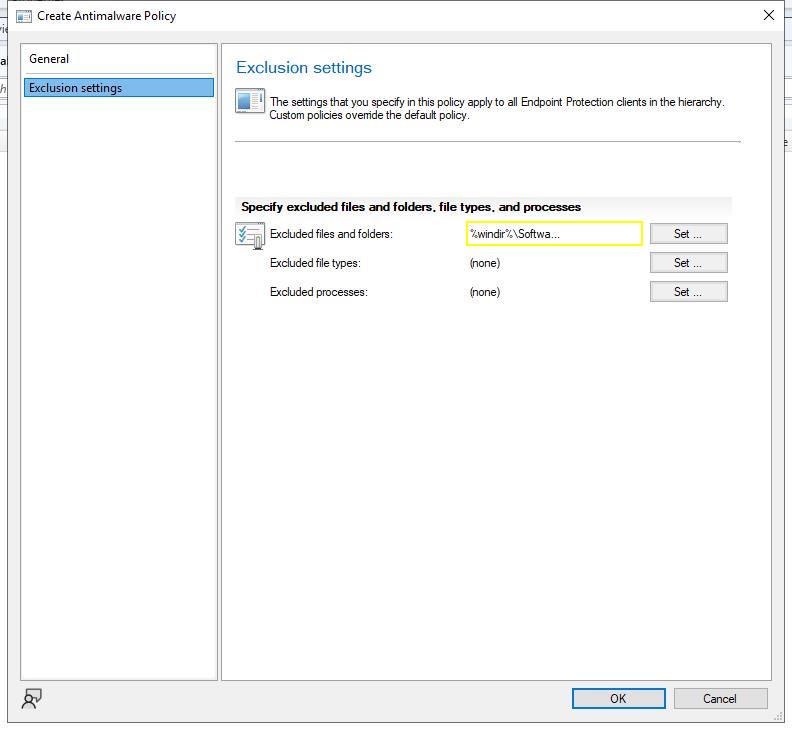 Create Antimalware Policy
General
Exclusion settings
Exclusion settings
The settings that you specify in this policy apply to all Endpoint Protection clients in the hierarchy.
Custom policies override the default policy.
Specify excluded files and folders, file types, and processes
Excluded files and folders: %windir%\Softwa... Set ...
Excluded file types: (none) Set ...
Excluded processes: (none) Set ...
OK Cancel